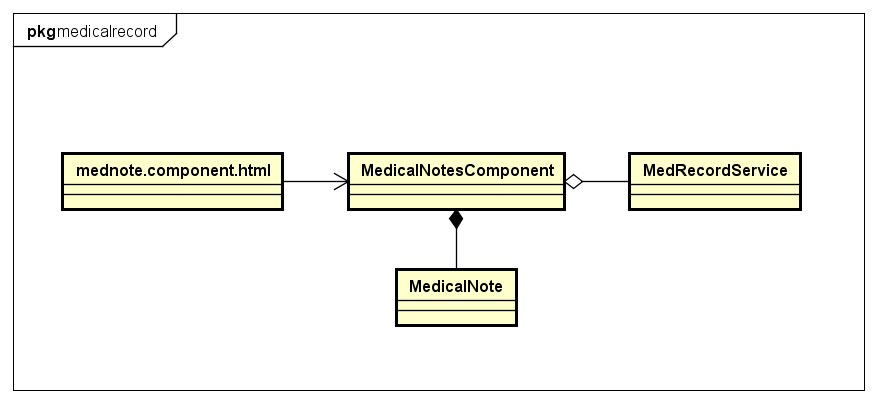 pkgmedicalrecord
mednote.component.html
MedicalNotesComponent
MedRecordService
MedicalNote